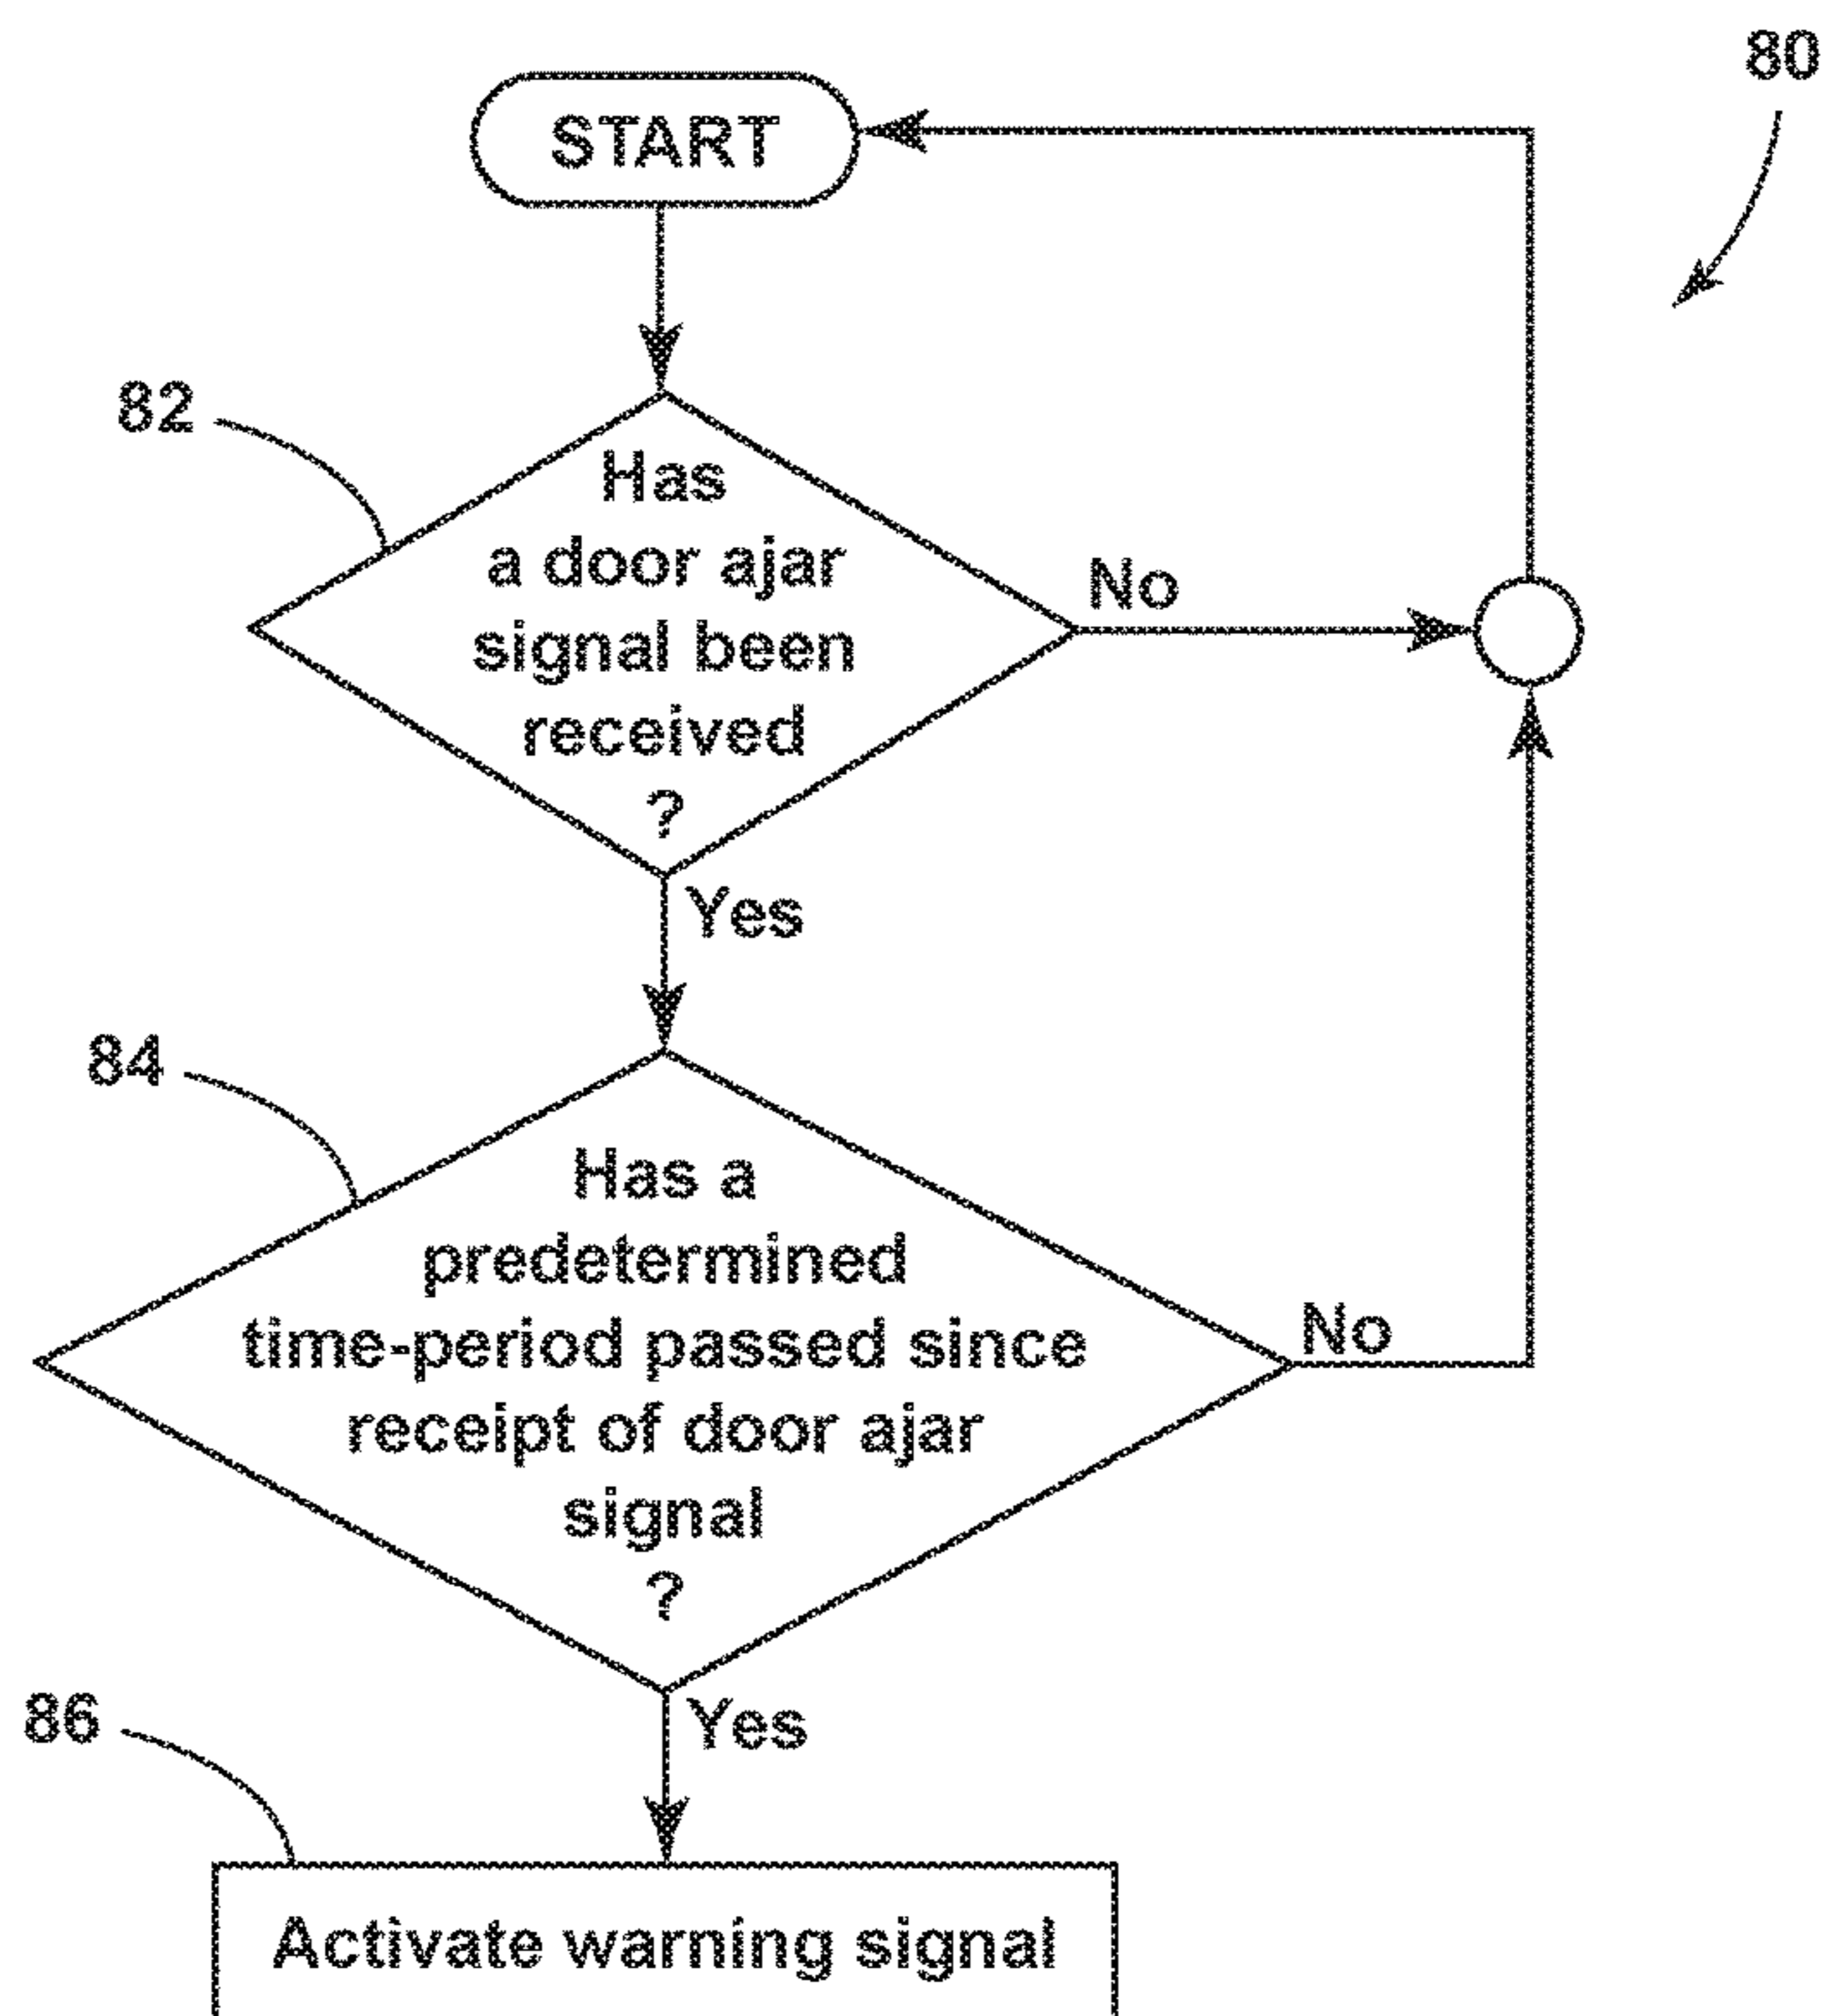 80
START
82
Has
a door ajar
signal been
received
?
No
Yes
84
Has a
predetermined
time-period passed since
receipt of door ajar
signal
?
No
Yes
86
Activate warning signal